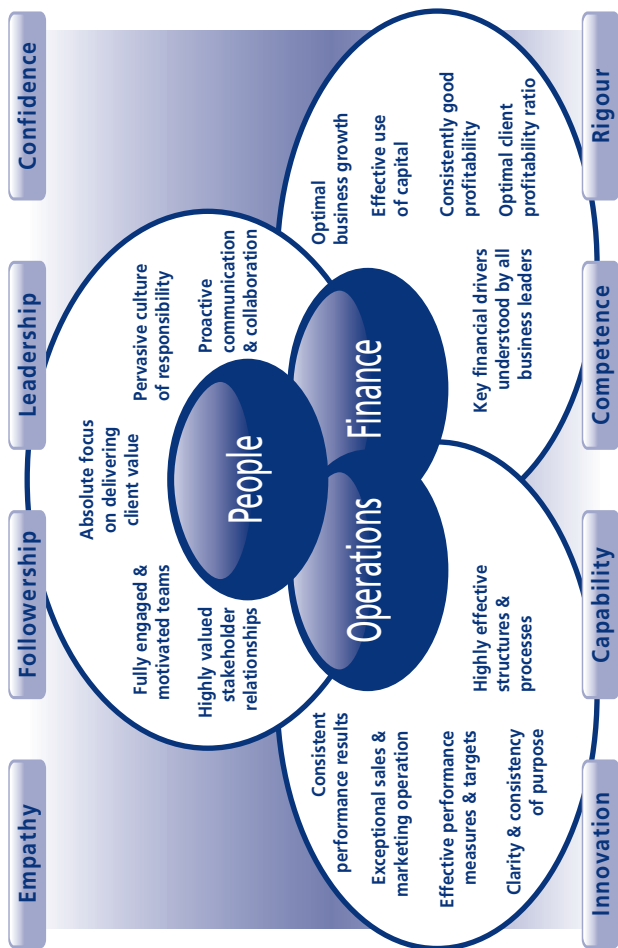 Empathy
Followership
Leadership
Confidence
Absolute focus
on delivering
client value
Fully engaged &
motivated teams
Pervasive culture
of responsibility
Highly valued
stakeholder
relationships
Proactive
communication
& collaboration
People
Operations
Finance
Consistent
performance results
Exceptional sales &
marketing operation
Effective performance
measures & targets
Clarity & consistency
of purpose
Highly effective
structures &
processes
Optimal
business growth
Effective use
of capital
Consistently good
profitability
Optimal client
profitability ratio
Key financial drivers
understood by all
business leaders
Innovation
Capability
Competence
Rigour